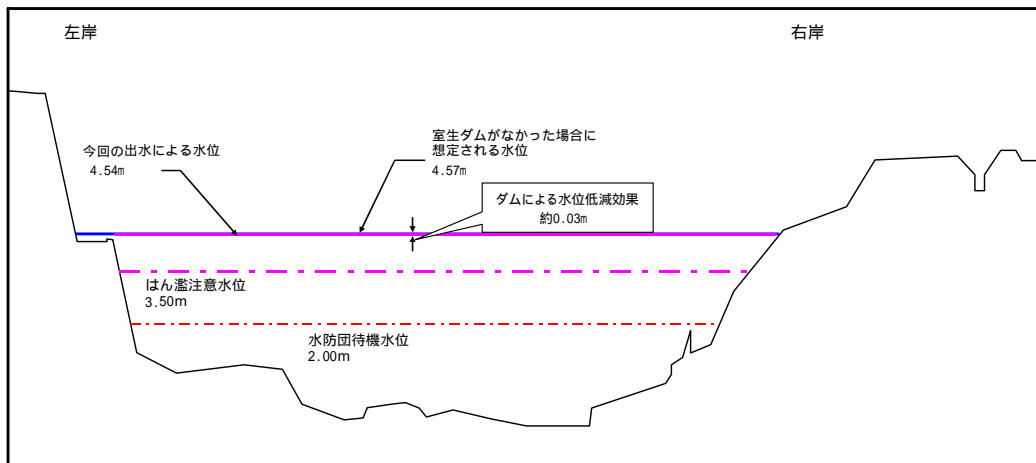 左岸
右岸
今回の出水による水位
4.54m
室生ダムがなかった場合に
想定される水位
4.57m
ダムによる水位低減効果
約0.03m
はん濫注意水位
3.50m
水防団待機水位
2.00m